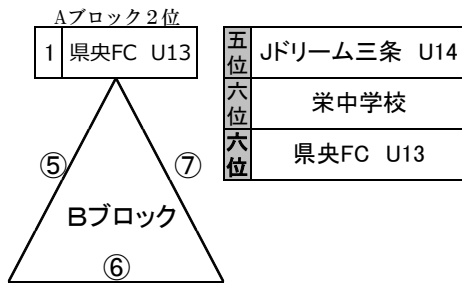 Aブロック2位
1 県央FC U13
⑤ ⑦
Bブロック
⑥
五位 Jドリーム三条 U14
六位 栄中学校
六位 県央FC U13